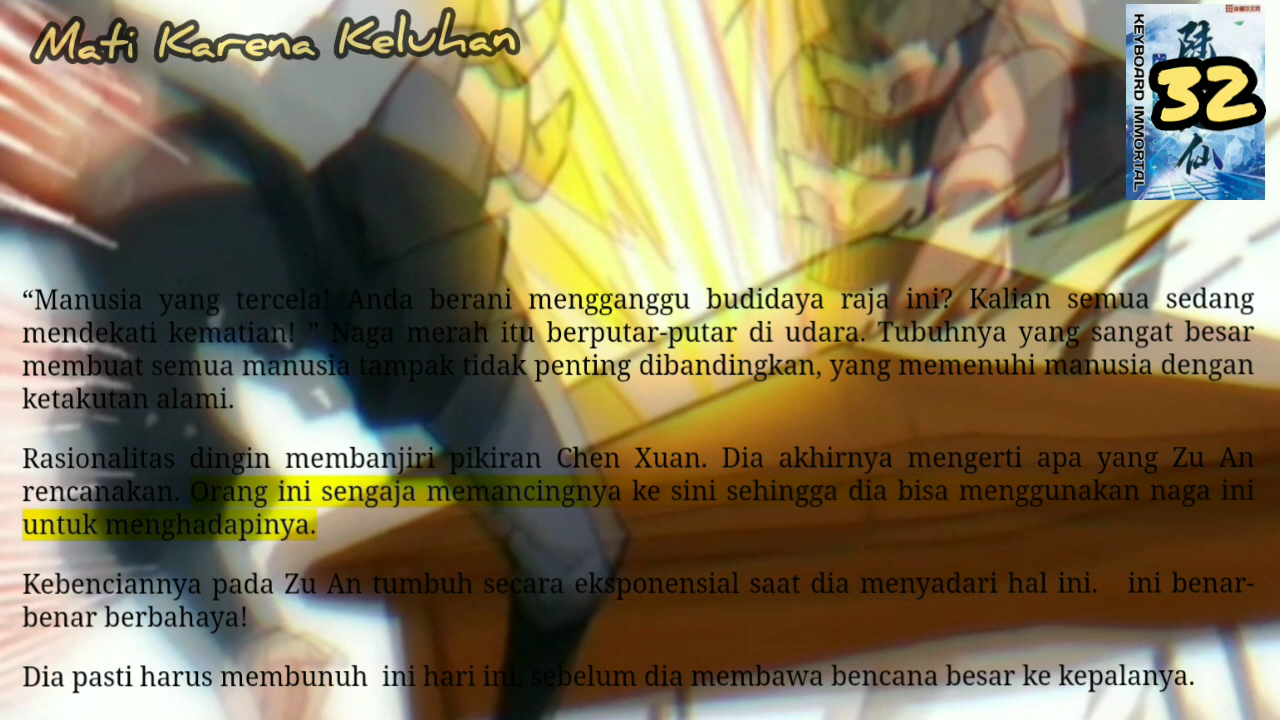 Mati Karena Keluhan
KEYBOARD IMMORTAL
32
仙
“Manusia yang tercela! Anda berani mengganggu budidaya raja ini? Kalian semua sedang
mendekati kematian! ” Naga merah itu berputar-putar di udara. Tubuhnya yang sangat besar
membuat semua manusia tampak tidak penting dibandingkan, yang memenuhi manusia dengan
ketakutan alami.
Rasionalitas dingin membanjiri pikiran Chen Xuan. Dia akhirnya mengerti apa yang Zu An
rencanakan. Orang ini sengaja memancingnya ke sini sehingga dia bisa menggunakan naga ini
untuk menghadapinya.
Kebenciannya pada Zu An tumbuh secara eksponensial saat dia menyadari hal ini.   ini benar-
benar berbahaya!
Dia pasti harus membunuh  ini hari ini, sebelum dia membawa bencana besar ke kepalanya.